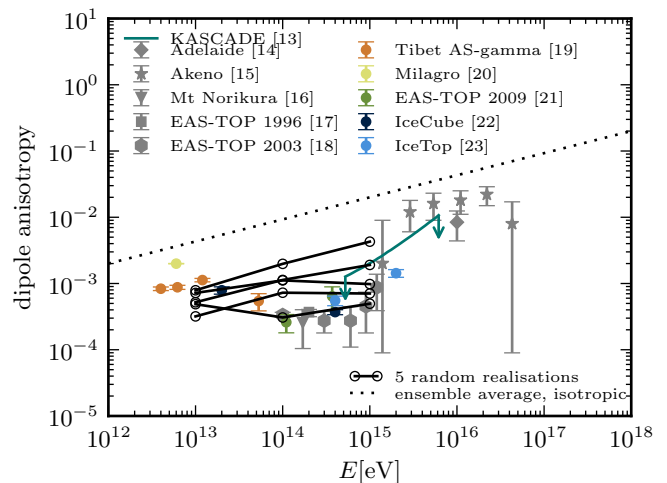 KASCADE [13]
Adelaide [14]
Akeno [15]
Mt Norikura [16]
EAS-TOP 1996 [17]
EAS-TOP 2003 [18]
Tibet AS-gamma [19]
Milagro [20]
EAS-TOP 2009 [21]
IceCube [22]
IceTop [23]
10^1
10^0
10^-1
10^-2
10^-3
10^-4
10^-5
dipole anisotropy
5 random realisations
ensemble average, isotropic
10^12 10^13 10^14 10^15 10^16 10^17 10^18
E[eV]